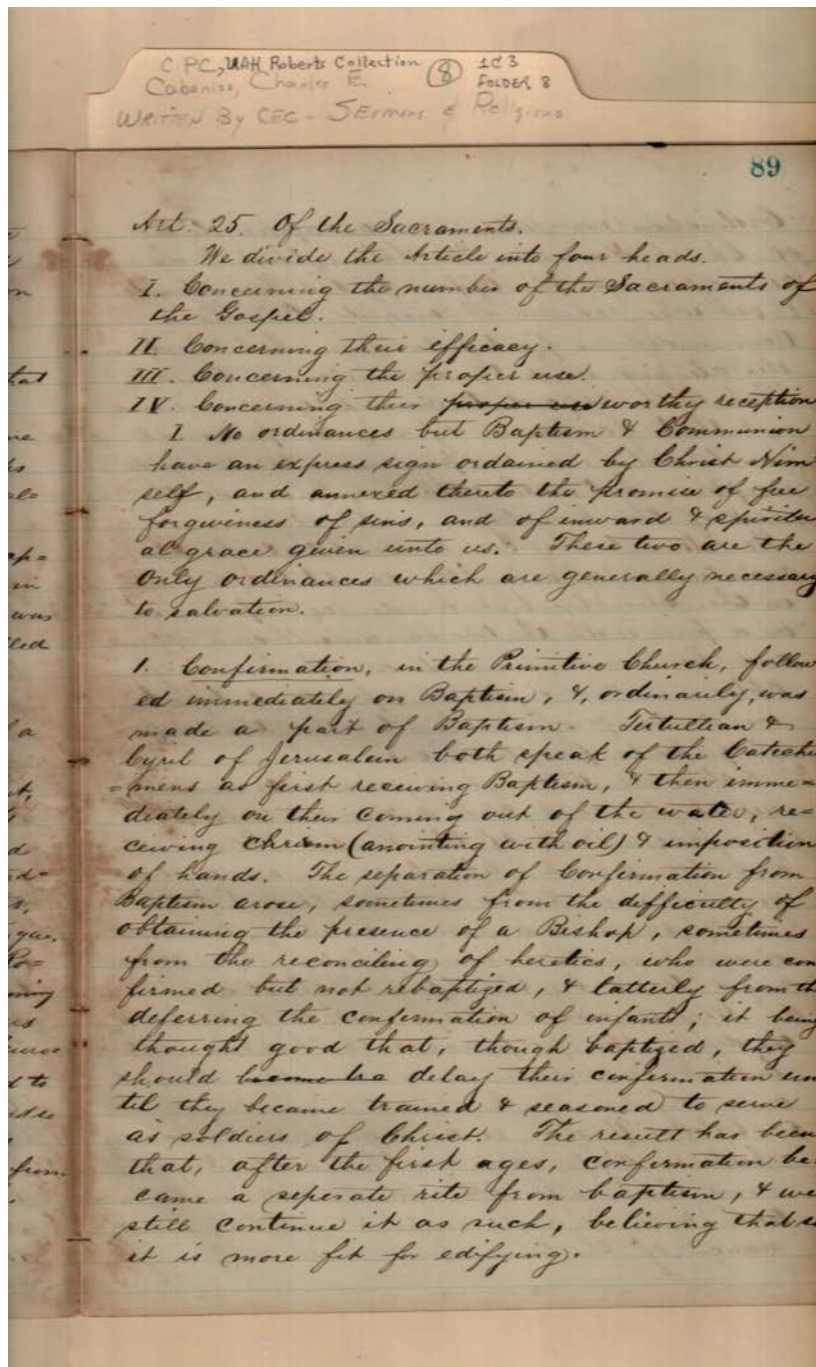 C PC, UAH Roberts Collection (8) 1C3
Cabaniss, Charles E. FOLDER 8
WRITTEN By CEC - SErmons & Religious
89
Art. 25. Of the Sacraments.
We divide the Article into four heads.
I. Concerning the number of the Sacraments of
the Gospel.
II. Concerning their efficacy.
III. Concerning the proper use.
IV. Concerning their proper use worthy reception
I No ordinances but Baptism & Communion
have an express sign ordained by Christ Him
self, and annexed thereto the promise of free
forgiveness of sins, and of inward & spiritu
al grace given unto us. These two are the
only ordinances which are generally necessary
to salvation.
1. Confirmation, in the Primitive Church, follow
ed immediately on Baptism, &, ordinarily, was
made a part of Baptism. Tertullian &
Cyril of Jerusalem both speak of the Catechu
=mens as first receiving Baptism, & then imme=
diately on their coming out of the water, re=
ceiving chrism (anointing with oil) & imposition
of hands. The separation of Confirmation from
Baptism arose, sometimes from the difficulty of
obtaining the presence of a Bishop, sometimes
from the reconciling of heretics, who were con
firmed but not rebaptized, & latterly from th
deferring the confirmation of infants; it being
thought good that, though baptized, they
should delay their confirmation un
til they became trained & seasoned to serve
as soldiers of Christ. The result has been
that, after the first ages, confirmation be
came a seperate rite from baptism, & we
still continue it as such, believing that s
it is more fit for edifying.